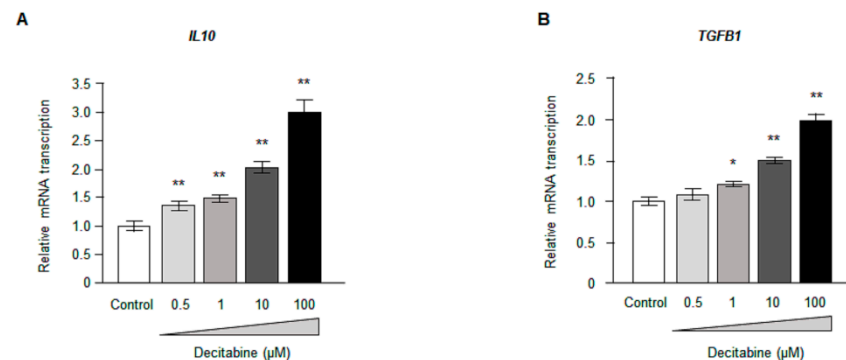 A
IL10
Relative mRNA transcription
3.5
3.0
2.5
2.0
1.5
1.0
0.5
0
**
**
**
**
Control 0.5 1 10 100
Decitabine (µM)
B
TGFB1
Relative mRNA transcription
2.5
2.0
1.5
1.0
0.5
0
*
**
**
Control 0.5 1 10 100
Decitabine (µM)